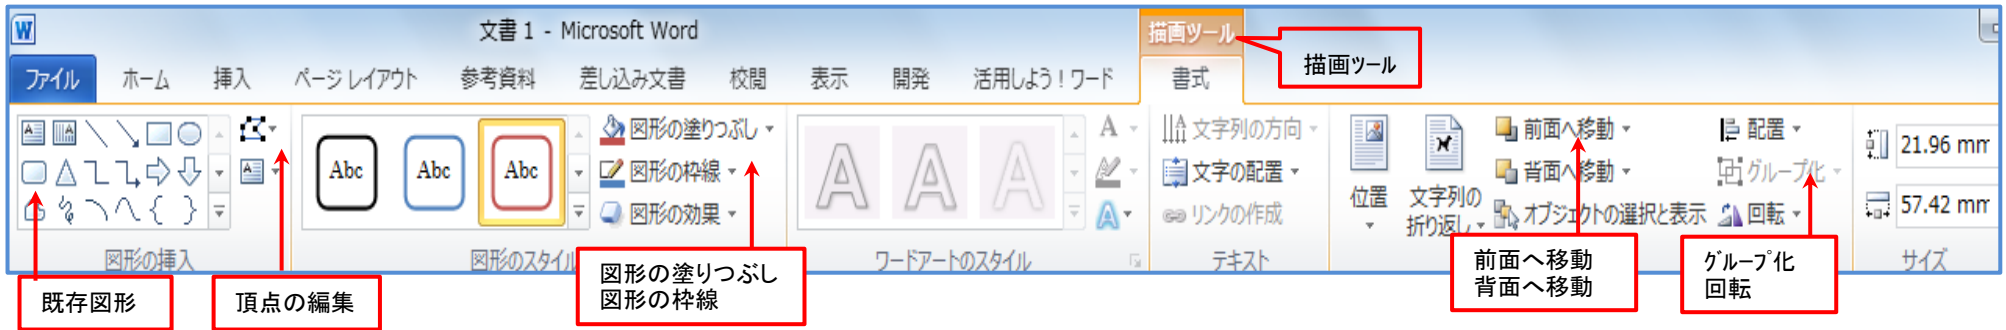 文書 1 - Microsoft Word
描画ツール
描画ツール
ファイル ホーム 挿入 ページ レイアウト 参考資料 差し込み文書 校閲 表示 開発 活用しよう！ワード 書式
Abc Abc Abc
図形の塗りつぶし
図形の枠線
図形の効果
A A A
A
A
文字列の方向
文字の配置
リンクの作成
位置
文字列の
折り返し
前面へ移動
背面へ移動
オブジェクトの選択と表示
配置
グループ化
回転
21.96 mm
57.42 mm
図形の挿入 図形のスタイル ワードアートのスタイル テキスト サイズ
既存図形
頂点の編集
図形の塗りつぶし
図形の枠線
前面へ移動
背面へ移動
ｸﾞﾙｰﾌﾟ化
回転